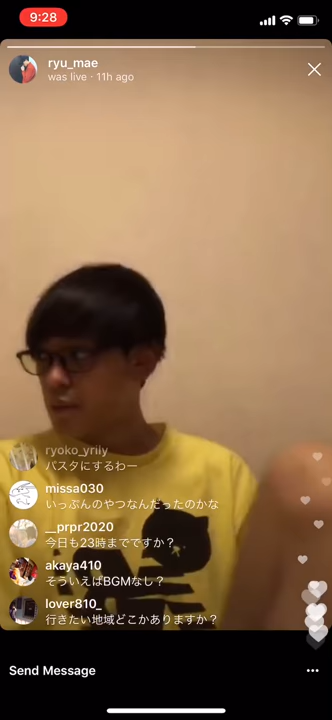 9:28
ryu_mae
was live · 11h ago
ryoko_yrily
パスタにするわー
missa030
いっぷんのやつなんだったのかな
__prpr2020
今日も23時までですか？
akaya410
そういえばBGMなし？
lover810_
行きたい地域どこかありますか？
Send Message